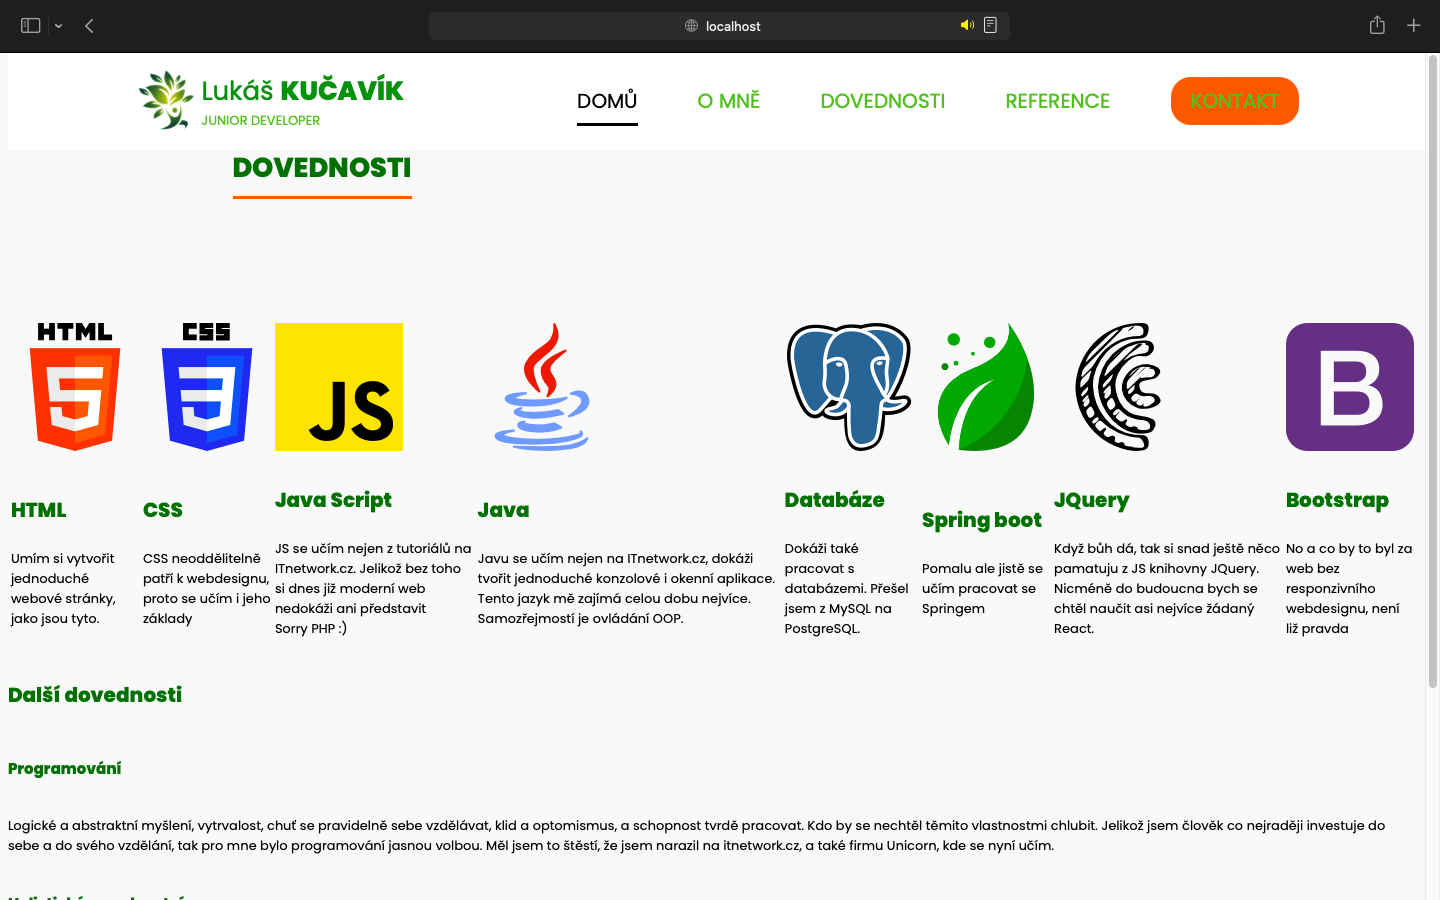 localhost
Lukáš KUČAVÍK
JUNIOR DEVELOPER
DOMŮ
O MNĚ
DOVEDNOSTI
REFERENCE
KONTAKT
DOVEDNOSTI
HTML
CSS
JS
B
HTML
Umím si vytvořit
jednoduché
webové stránky,
jako jsou tyto.
CSS
CSS neoddělitelně
patří k webdesignu,
proto se učím i jeho
základy
Java Script
JS se učím nejen z tutoriálů na
ITnetwork.cz. Jelikož bez toho
si dnes již moderní web
nedokáži ani představit
Sorry PHP :)
Java
Javu se učím nejen na ITnetwork.cz, dokáži
tvořit jednoduché konzolové i okenní aplikace.
Tento jazyk mě zajímá celou dobu nejvíce.
Samozřejmostí je ovládání OOP.
Databáze
Dokáži také
pracovat s
databázemi. Přešel
jsem z MySQL na
PostgreSQL.
Spring boot
Pomalu ale jistě se
učím pracovat se
Springem
JQuery
Když bůh dá, tak si snad ještě něco
pamatuju z JS knihovny JQuery.
Nicméně do budoucna bych se
chtěl naučit asi nejvíce žádaný
React.
Bootstrap
No a co by to byl za
web bez
responzivního
webdesignu, není
liž pravda
Další dovednosti
Programování
Logické a abstraktní myšlení, vytrvalost, chuť se pravidelně sebe vzdělávat, klid a optomismus, a schopnost tvrdě pracovat. Kdo by se nechtěl těmito vlastnostmi chlubit. Jelikož jsem člověk co nejraději investuje do
sebe a do svého vzdělání, tak pro mne bylo programování jasnou volbou. Měl jsem to štěstí, že jsem narazil na itnetwork.cz, a také firmu Unicorn, kde se nyní učím.